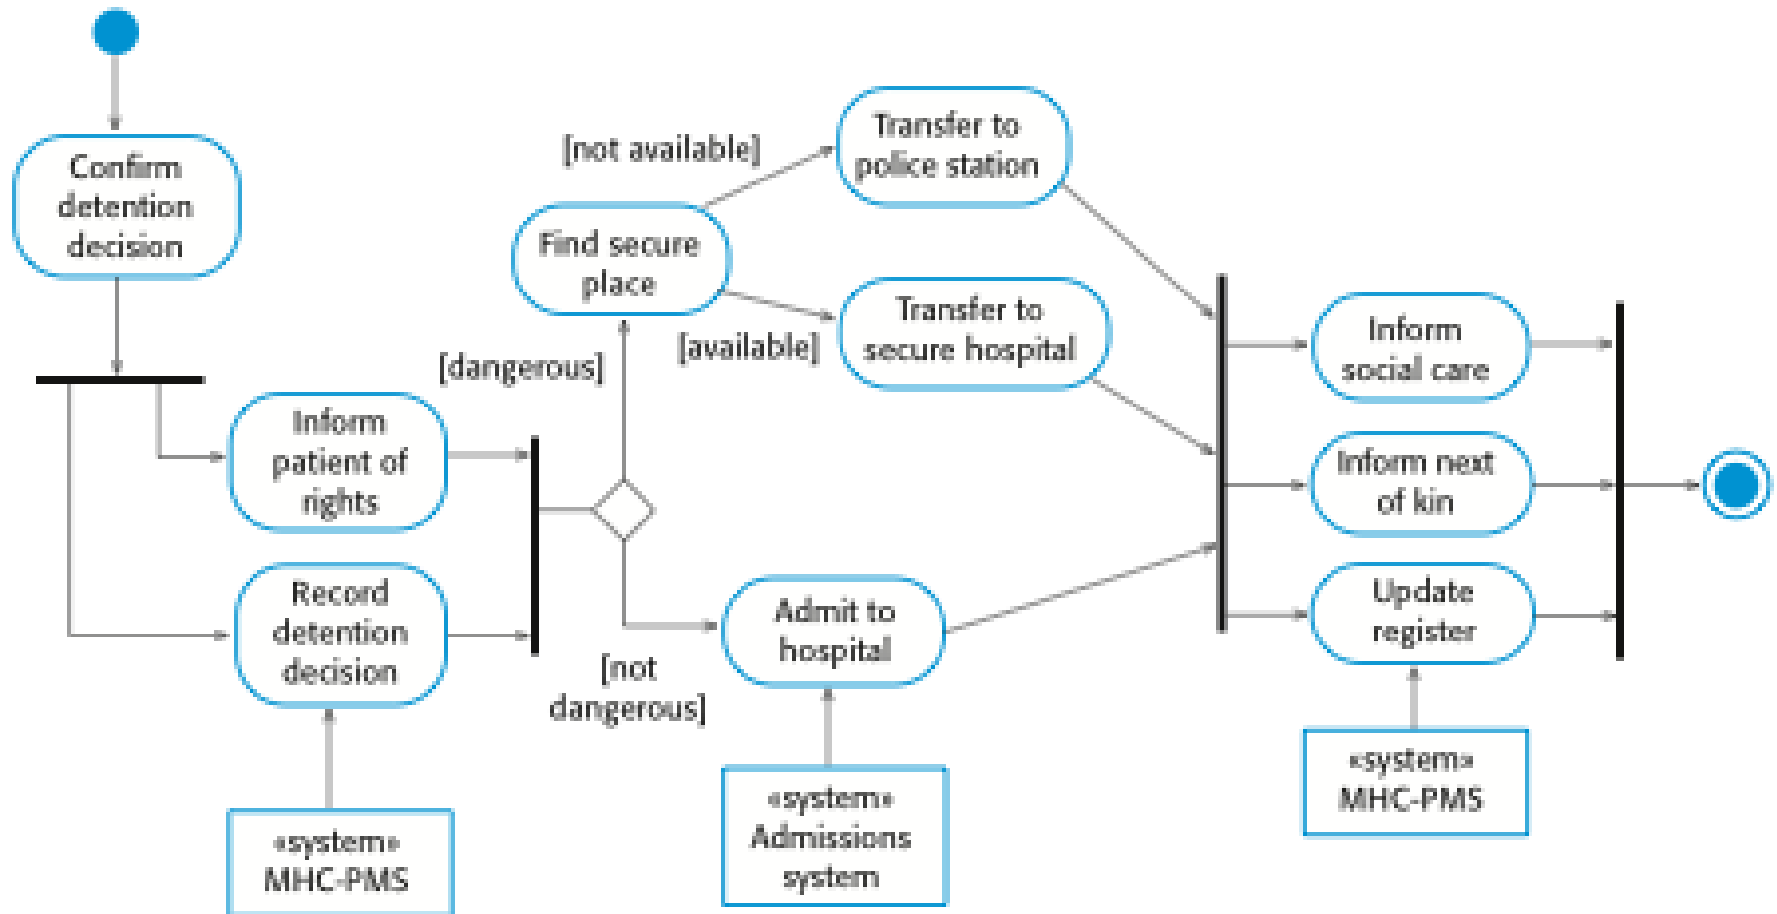 Confirm
detention
decision
Inform
patient of
rights
Record
detention
decision
«system»
MHC-PMS
[dangerous]
[not
dangerous]
Find secure
place
[not available]
[available]
Transfer to
police station
Transfer to
secure hospital
Admit to
hospital
«system»
Admissions
system
Inform
social care
Inform next
of kin
Update
register
«system»
MHC-PMS